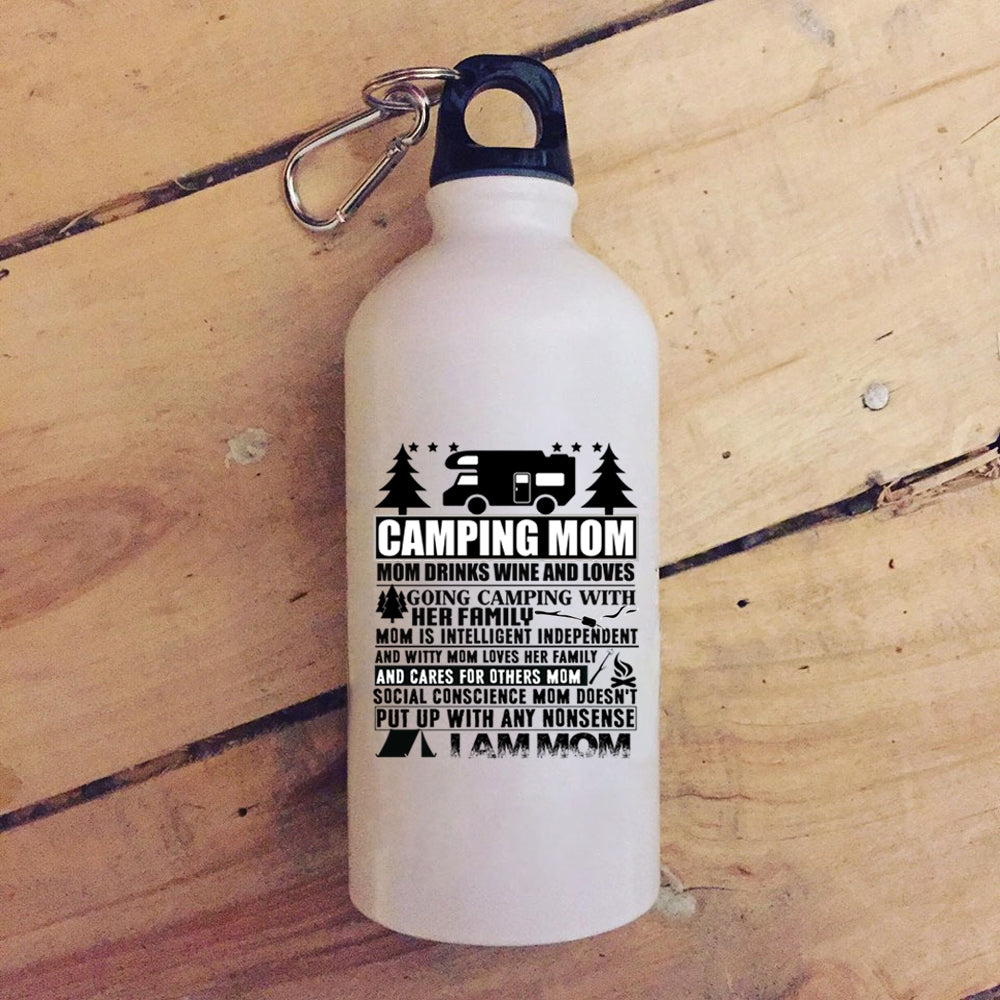 CAMPING MOM
MOM DRINKS WINE AND LOVES
GOING CAMPING WITH
HER FAMILY
MOM IS INTELLIGENT INDEPENDENT
AND WITTY MOM LOVES HER FAMILY
AND CARES FOR OTHERS MOM
SOCIAL CONSCIENCE MOM DOESN'T
PUT UP WITH ANY NONSENSE
I AM MOM